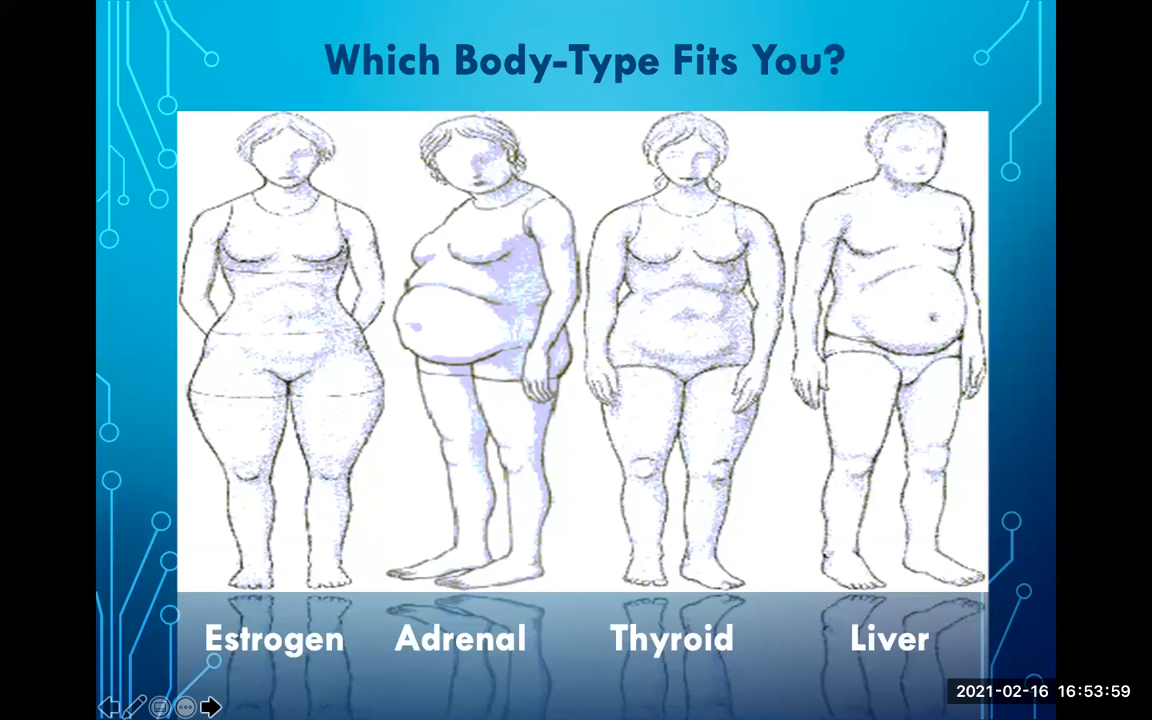 Which Body-Type Fits You?
Estrogen
Adrenal
Thyroid
Liver
2021-02-16 16:53:59